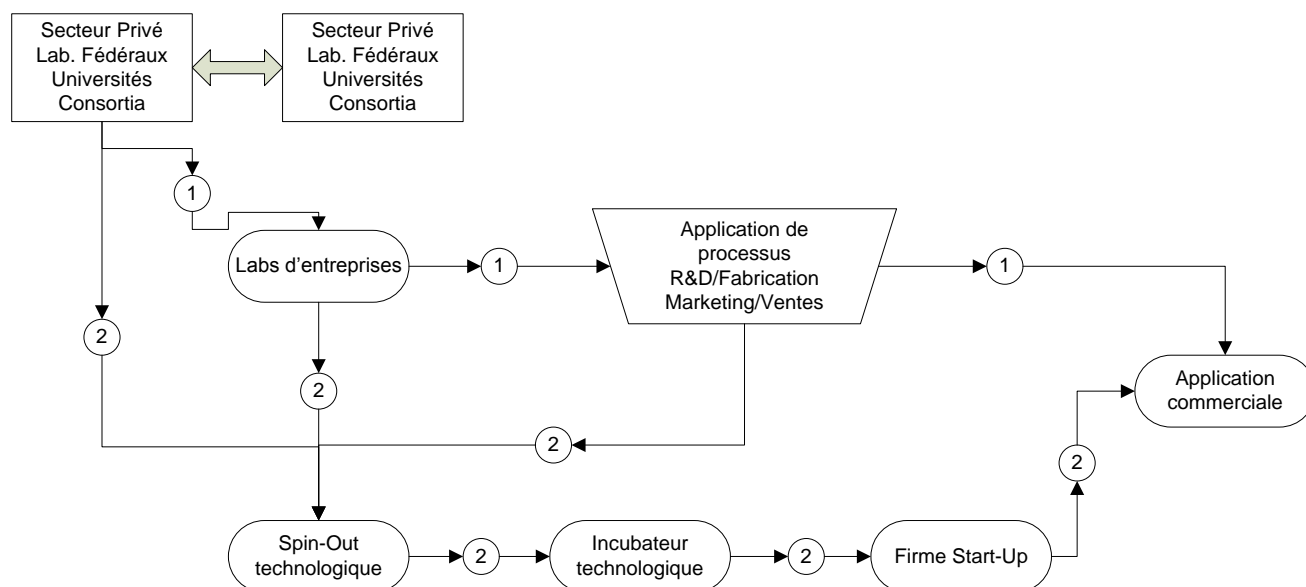 Secteur Privé
Lab. Fédéraux
Universités
Consortia
Secteur Privé
Lab. Fédéraux
Universités
Consortia
1
Labs d'entreprises
1
Application de
processus
R&D/Fabrication
Marketing/Ventes
1
2
2
Application
commerciale
2
2
Spin-Out
technologique
2
Incubateur
technologique
2
Firme Start-Up